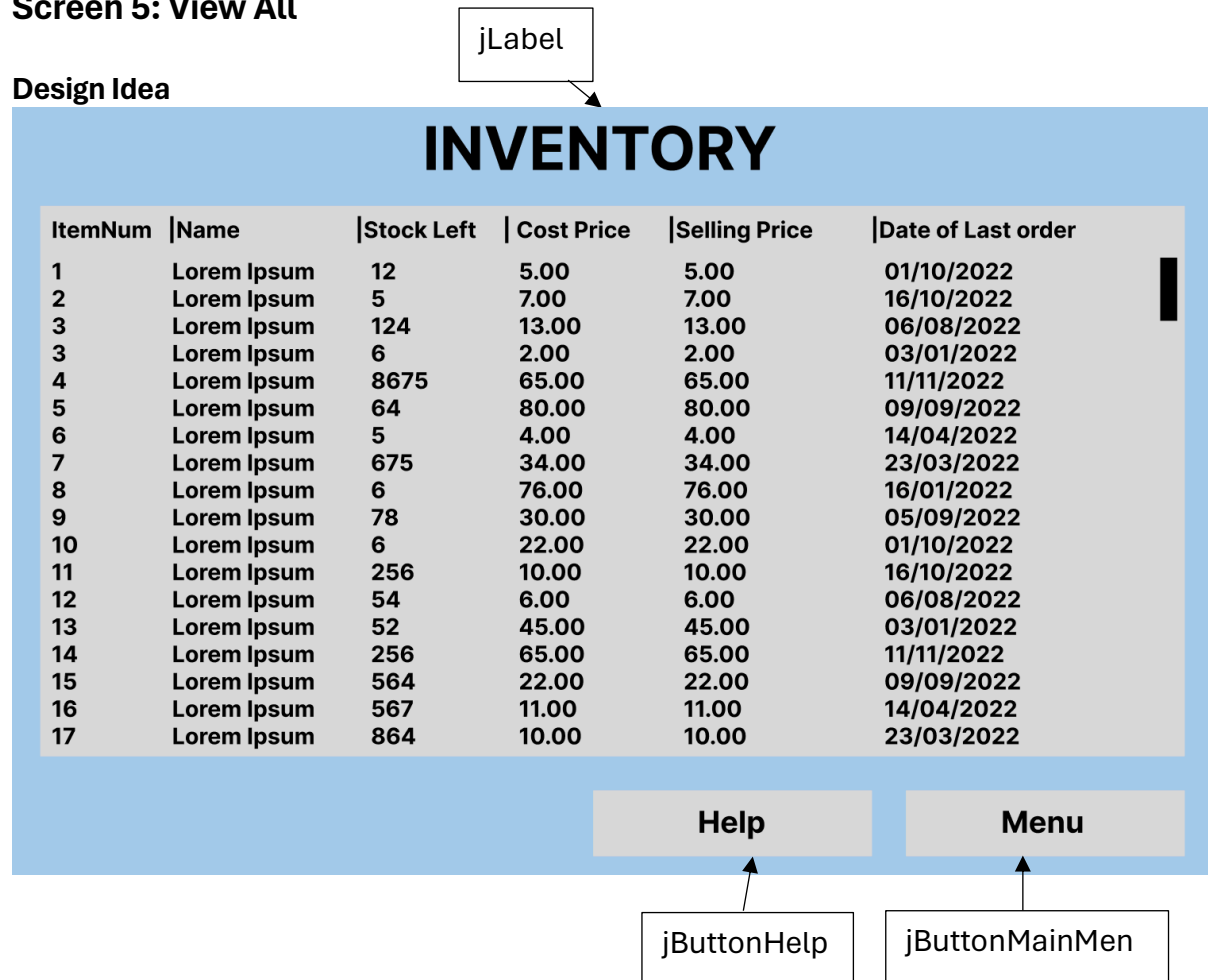 Screen 5: View All
jLabel
Design Idea
INVENTORY
ItemNum |Name |Stock Left | Cost Price |Selling Price |Date of Last order
1 Lorem Ipsum 12 5.00 5.00 01/10/2022
2 Lorem Ipsum 5 7.00 7.00 16/10/2022
3 Lorem Ipsum 124 13.00 13.00 06/08/2022
3 Lorem Ipsum 6 2.00 2.00 03/01/2022
4 Lorem Ipsum 8675 65.00 65.00 11/11/2022
5 Lorem Ipsum 64 80.00 80.00 09/09/2022
6 Lorem Ipsum 5 4.00 4.00 14/04/2022
7 Lorem Ipsum 675 34.00 34.00 23/03/2022
8 Lorem Ipsum 6 76.00 76.00 16/01/2022
9 Lorem Ipsum 78 30.00 30.00 05/09/2022
10 Lorem Ipsum 6 22.00 22.00 01/10/2022
11 Lorem Ipsum 256 10.00 10.00 16/10/2022
12 Lorem Ipsum 54 6.00 6.00 06/08/2022
13 Lorem Ipsum 52 45.00 45.00 03/01/2022
14 Lorem Ipsum 256 65.00 65.00 11/11/2022
15 Lorem Ipsum 564 22.00 22.00 09/09/2022
16 Lorem Ipsum 567 11.00 11.00 14/04/2022
17 Lorem Ipsum 864 10.00 10.00 23/03/2022
Help Menu
jButtonHelp jButtonMainMen